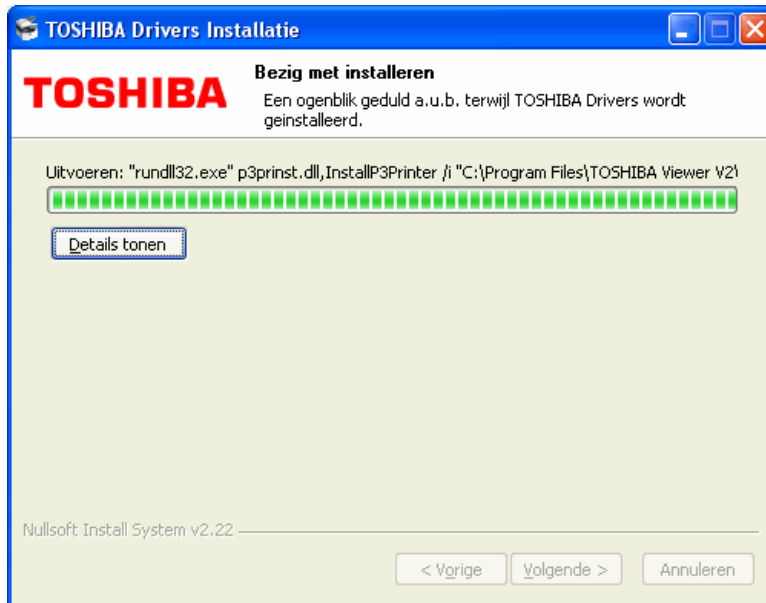 TOSHIBA Drivers Installatie
TOSHIBA
Bezig met installeren
Een ogenblik geduld a.u.b. terwijl TOSHIBA Drivers wordt
geinstalleerd.
Uitvoeren: "rundll32.exe" p3prinst.dll,InstallP3Printer /i "C:\Program Files\TOSHIBA Viewer V2\
Details tonen
Nullsoft Install System v2.22
< Vorige
Volgende >
Annuleren